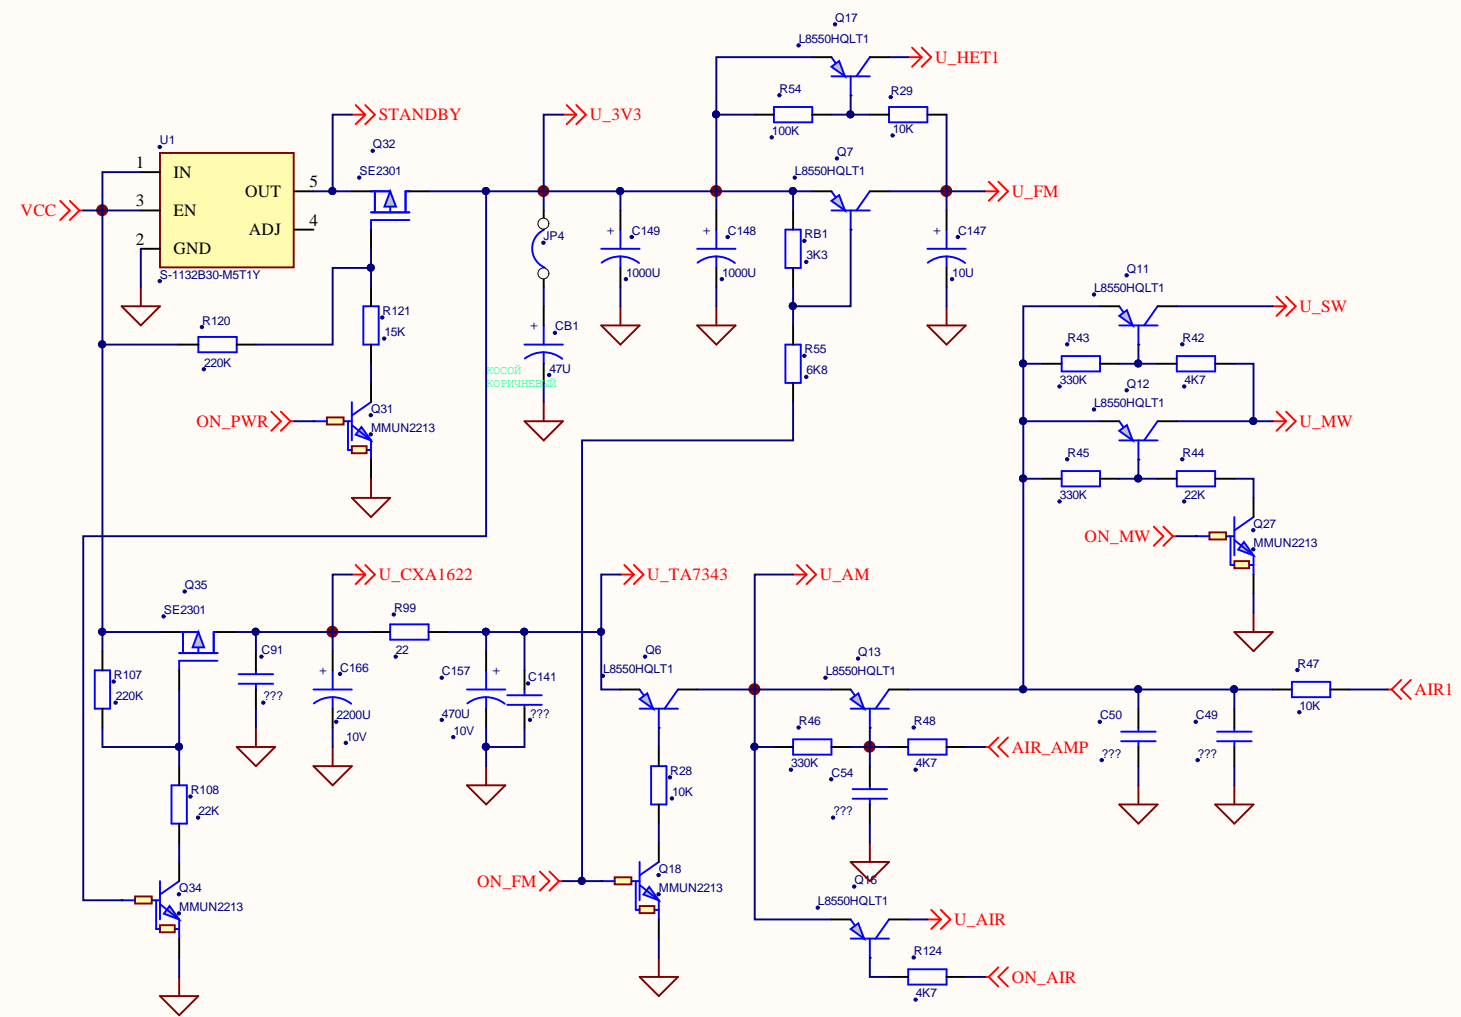 Q17
L8550HQLT1
U_HET1
R54
100K
R29
10K
STANDBY
U_3V3
U1
1
IN
3
EN
2
GND
OUT
5
ADJ
4
S-1132B30-M5T1Y
VCC
Q32
SE2301
Q7
L8550HQLT1
U_FM
JP4
+
C149
1000U
+
C148
1000U
RB1
3K3
+
C147
10U
R120
220K
R121
15K
+
CB1
47U
КОСОЙ
КОРИЧНЕВЫЙ
R55
6K8
Q11
L8550HQLT1
U_SW
R43
330K
R42
4K7
Q12
L8550HQLT1
U_MW
R45
330K
R44
22K
ON_PWR
Q31
MMUN2213
ON_MW
Q27
MMUN2213
Q35
SE2301
U_CXA1622
R99
22
U_TA7343
U_AM
R107
220K
C91
???
+
C166
2200U
10V
C157
+
470U
10V
C141
???
Q6
L8550HQLT1
Q13
L8550HQLT1
R47
10K
AIR1
C50
???
C49
???
R46
330K
R48
4K7
AIR_AMP
C54
???
R108
22K
R28
10K
Q34
MMUN2213
ON_FM
Q18
MMUN2213
Q16
L8550HQLT1
U_AIR
R124
4K7
ON_AIR